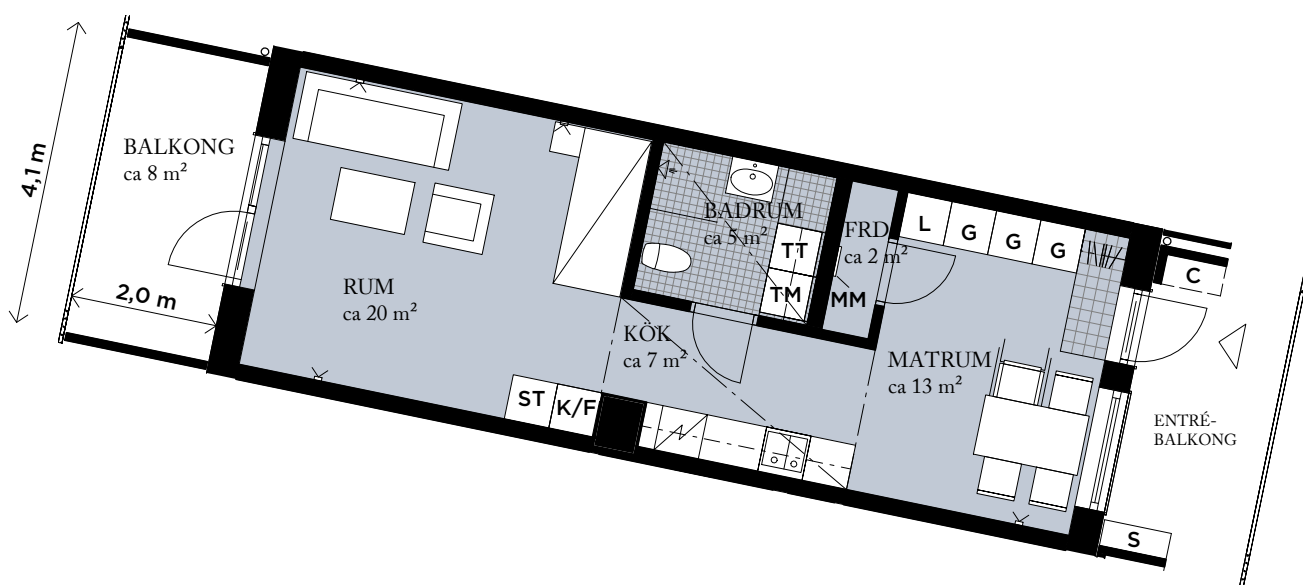 4,1 m
BALKONG
ca 8 m²
2,0 m
RUM
ca 20 m²
BADRUM
ca 5 m²
TT
TM
FRD
ca 2 m²
MM
L
G
G
G
C
KÖK
ca 7 m²
MATRUM
ca 13 m²
ST
K/F
ENTRÉ-
BALKONG
S